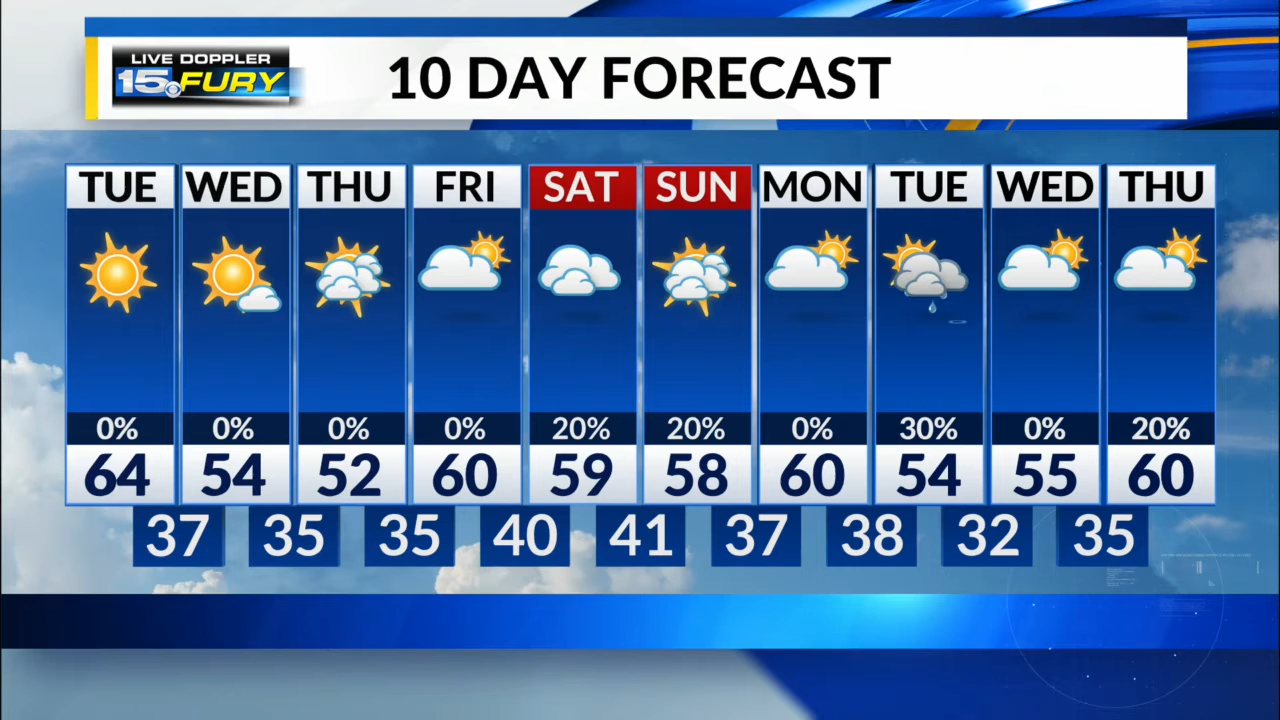 LIVE DOPPLER
15 FURY
10 DAY FORECAST
TUE WED THU FRI SAT SUN MON TUE WED THU
0% 0% 0% 0% 20% 20% 0% 30% 0% 20%
64 54 52 60 59 58 60 54 55 60
37 35 35 40 41 37 38 32 35